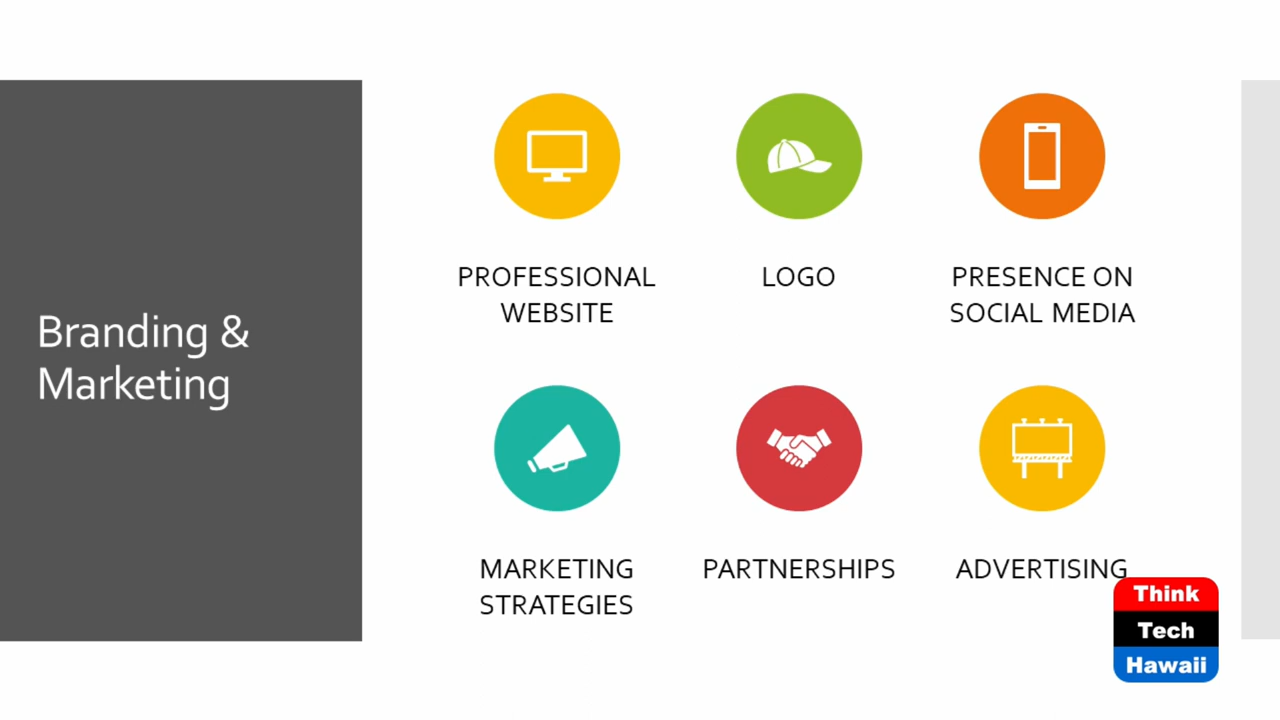 Branding &
Marketing
PROFESSIONAL
WEBSITE
LOGO
PRESENCE ON
SOCIAL MEDIA
MARKETING
STRATEGIES
PARTNERSHIPS
ADVERTISING
Think
Tech
Hawaii